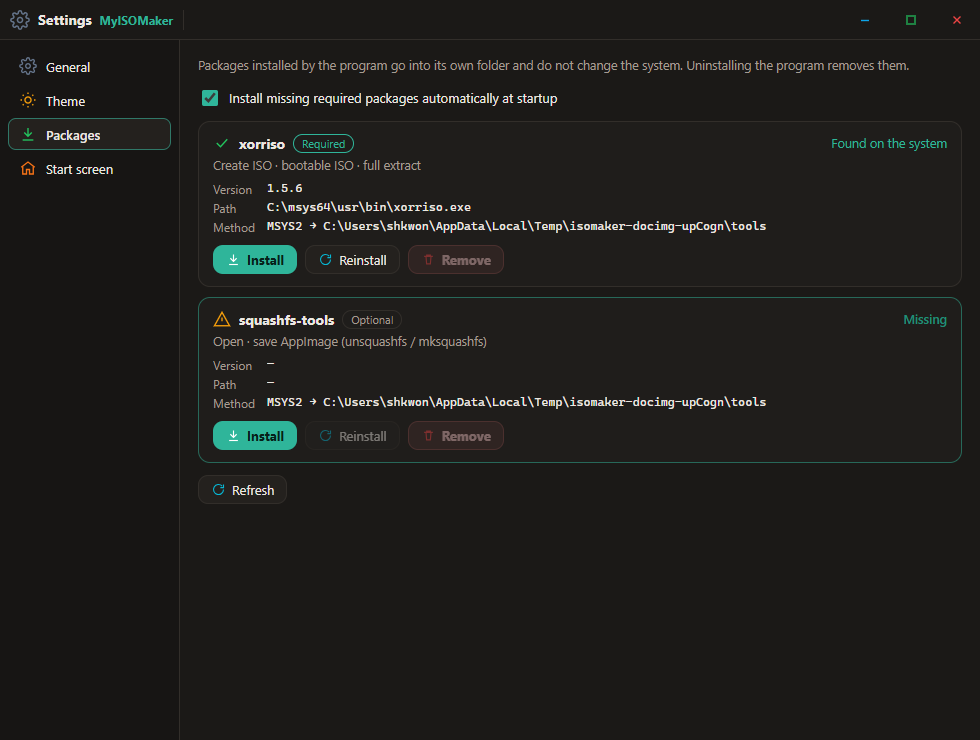 Settings MyISOMaker
General
Theme
Packages
Start screen
Packages installed by the program go into its own folder and do not change the system. Uninstalling the program removes them.
Install missing required packages automatically at startup
xorriso Required Found on the system
Create ISO · bootable ISO · full extract
Version 1.5.6
Path C:\msys64\usr\bin\xorriso.exe
Method MSYS2 → C:\Users\shkwon\AppData\Local\Temp\isomaker-docimg-upCogn\tools
Install Reinstall Remove
squashfs-tools Optional Missing
Open · save AppImage (unsquashfs / mksquashfs)
Version —
Path —
Method MSYS2 → C:\Users\shkwon\AppData\Local\Temp\isomaker-docimg-upCogn\tools
Install Reinstall Remove
Refresh